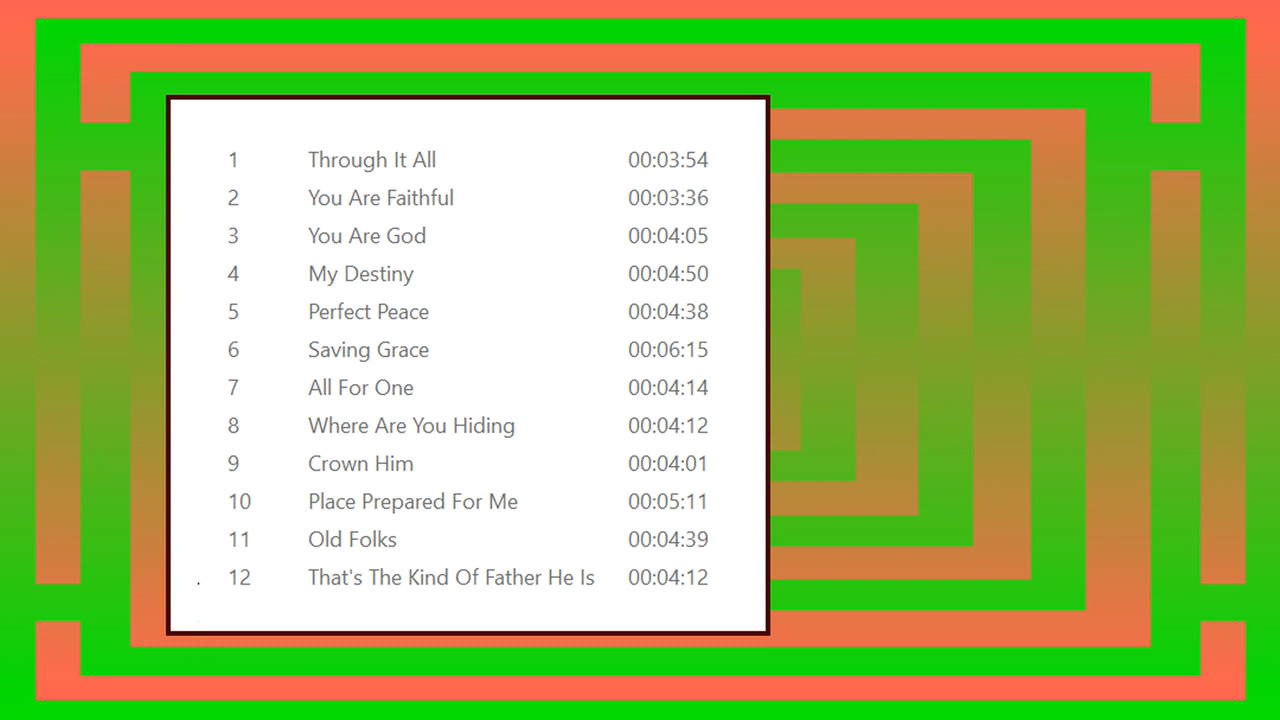 1 Through It All 00:03:54
2 You Are Faithful 00:03:36
3 You Are God 00:04:05
4 My Destiny 00:04:50
5 Perfect Peace 00:04:38
6 Saving Grace 00:06:15
7 All For One 00:04:14
8 Where Are You Hiding 00:04:12
9 Crown Him 00:04:01
10 Place Prepared For Me 00:05:11
11 Old Folks 00:04:39
. 12 That's The Kind Of Father He Is 00:04:12